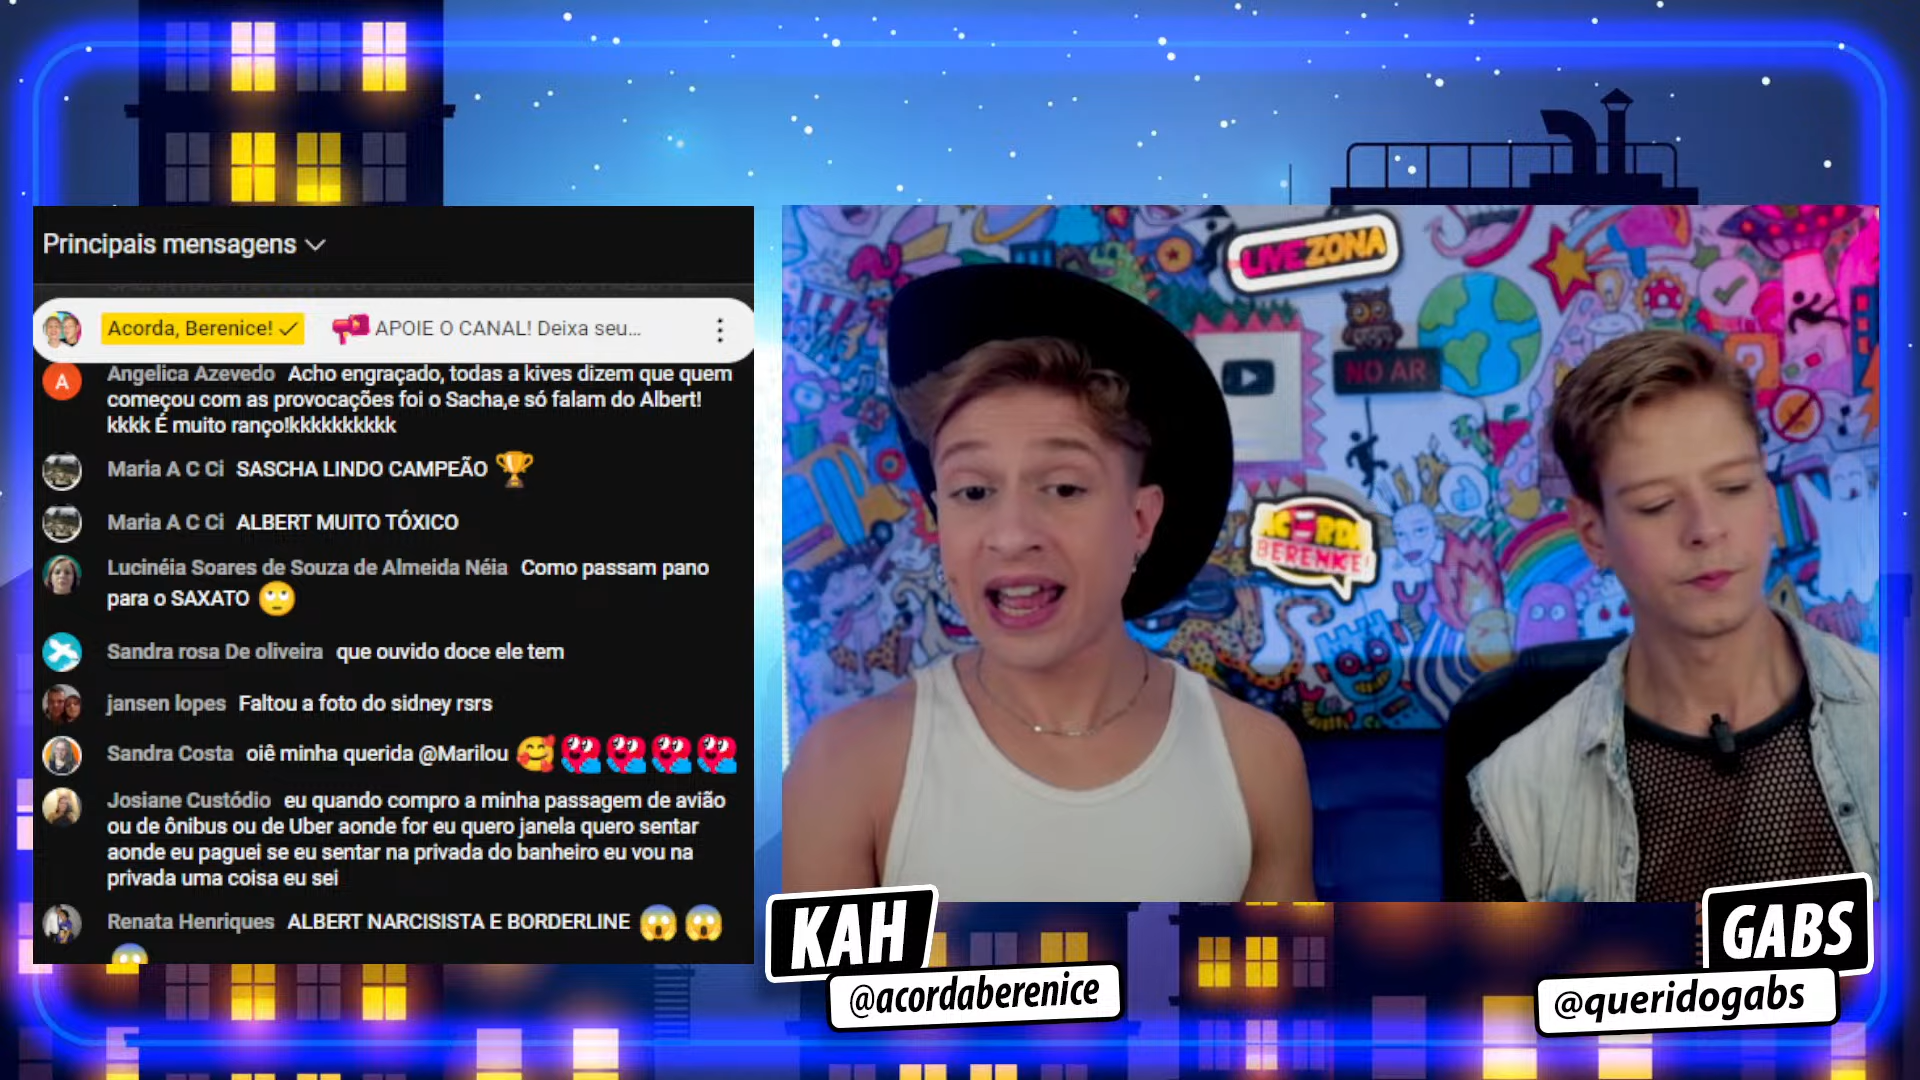 Principais mensagens
Acorda, Berenice! ✓ APOIE O CANAL! Deixa seu...
A Angelica Azevedo Acho engraçado, todas a kives dizem que quem
começou com as provocações foi o Sacha,e só falam do Albert!
kkkk É muito ranço!kkkkkkkkkk
Maria A C Ci SASCHA LINDO CAMPEÃO 🏆
Maria A C Ci ALBERT MUITO TÓXICO
Lucinéia Soares de Souza de Almeida Néia Como passam pano
para o SAXATO 🙄
Sandra rosa De oliveira que ouvido doce ele tem
jansen lopes Faltou a foto do sidney rsrs
Sandra Costa oiê minha querida @Marilou 🥰
Josiane Custódio eu quando compro a minha passagem de avião
ou de ônibus ou de Uber aonde for eu quero janela quero sentar
aonde eu paguei se eu sentar na privada do banheiro eu vou na
privada uma coisa eu sei
Renata Henriques ALBERT NARCISISTA E BORDERLINE 😱 😱
😱
LIVEZONA
NO AR
ACORDA
BERENICE!
KAH
@acordaberenice
GABS
@queridogabs